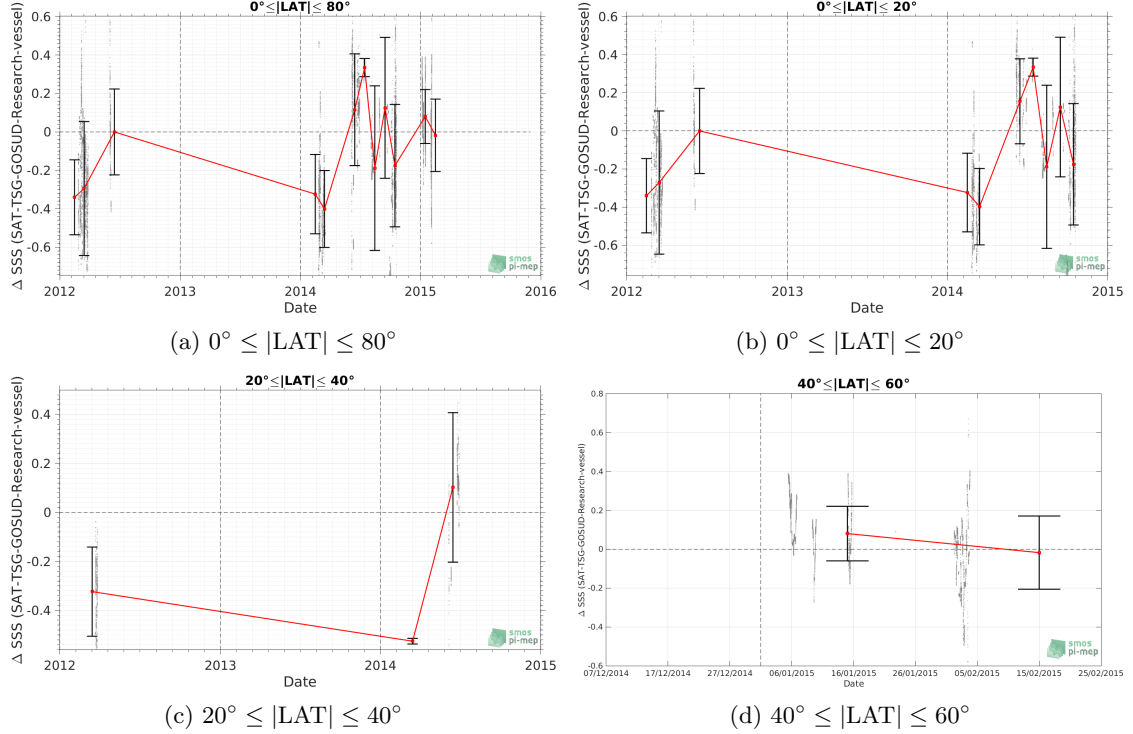 0°≤|LAT|≤ 80°
Δ SSS (SAT-TSG-GOSUD-Research-vessel)
0.6
0.4
0.2
0
-0.2
-0.4
-0.6
2012
2013
2014
2015
2016
Date
smos
pi-mep
(a) 0° ≤ |LAT| ≤ 80°
0°≤|LAT|≤ 20°
Δ SSS (SAT-TSG-GOSUD-Research-vessel)
0.6
0.4
0.2
0
-0.2
-0.4
-0.6
2012
2013
2014
2015
Date
smos
pi-mep
(b) 0° ≤ |LAT| ≤ 20°
20°≤|LAT|≤ 40°
Δ SSS (SAT-TSG-GOSUD-Research-vessel)
0.4
0.2
0
-0.2
-0.4
2012
2013
2014
2015
Date
smos
pi-mep
(c) 20° ≤ |LAT| ≤ 40°
40°≤|LAT|≤ 60°
Δ SSS (SAT-TSG-GOSUD-Research-vessel)
0.8
0.6
0.4
0.2
0
-0.2
-0.4
-0.6
07/12/2014
17/12/2014
27/12/2014
06/01/2015
16/01/2015
26/01/2015
05/02/2015
15/02/2015
25/02/2015
Date
smos
pi-mep
(d) 40° ≤ |LAT| ≤ 60°